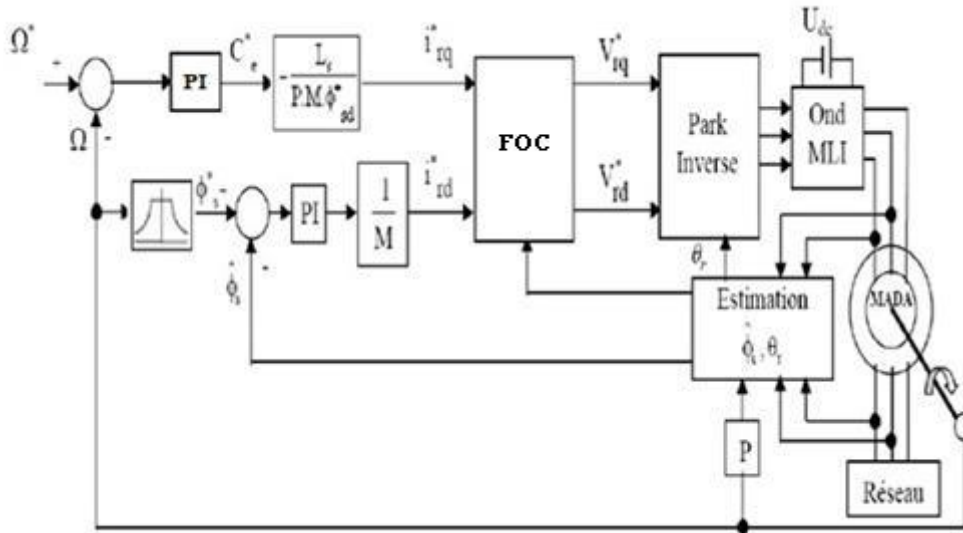 Ω*
+
-
Ω
PI
C*e
- Ls / P.M.ϕ*sd
i*rq
FOC
V*rq
Park
Inverse
Udc
Ond
MLI
ϕ*s
-
ϕ̂s
PI
1 / M
i*rd
V*rd
θr
MADA
Estimation
ϕ̂s , θr
P
Réseau